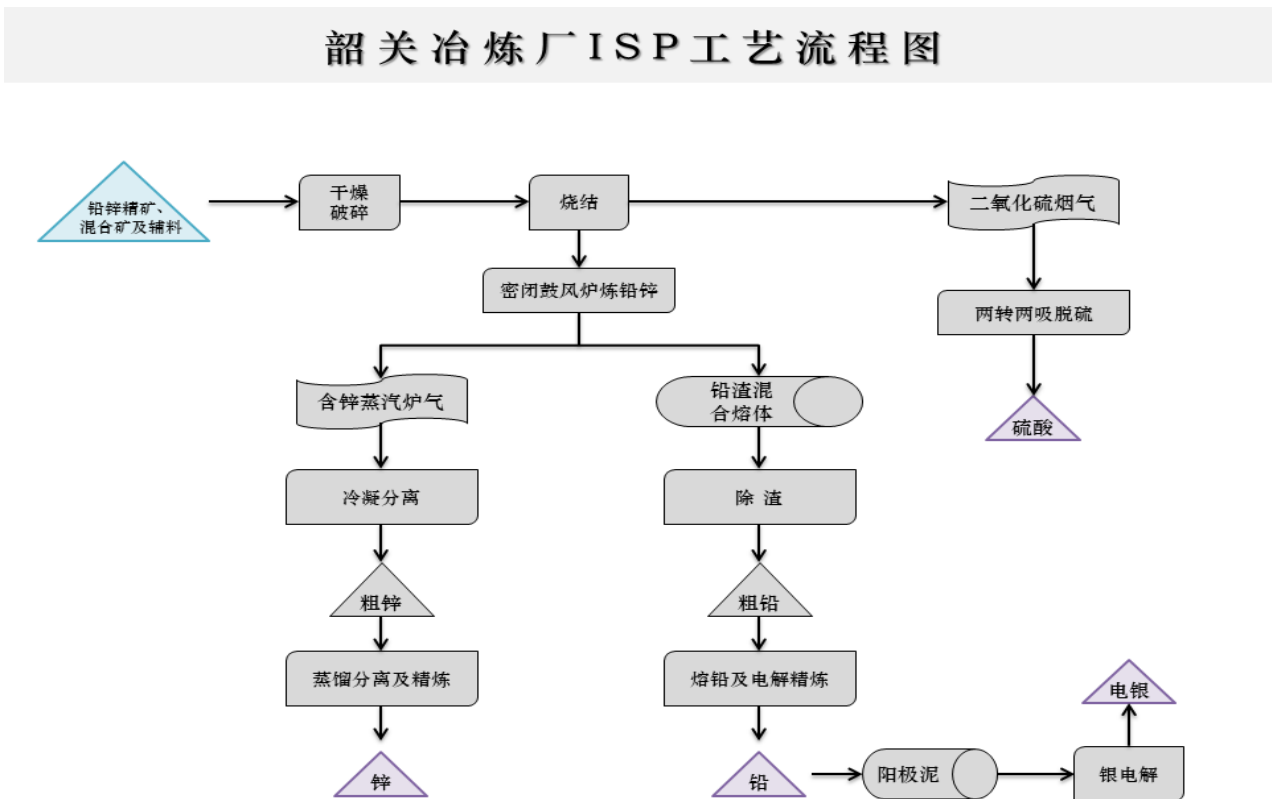 韶关冶炼厂ISP工艺流程图
铅锌精矿、
混合矿及辅料
干燥
破碎
烧结
二氧化硫烟气
密闭鼓风炉炼铅锌
两转两吸脱硫
含锌蒸汽炉气
铅渣混
合熔体
硫酸
冷凝分离
除 渣
粗锌
粗铅
蒸馏分离及精炼
熔铅及电解精炼
电银
锌
铅
阳极泥
银电解